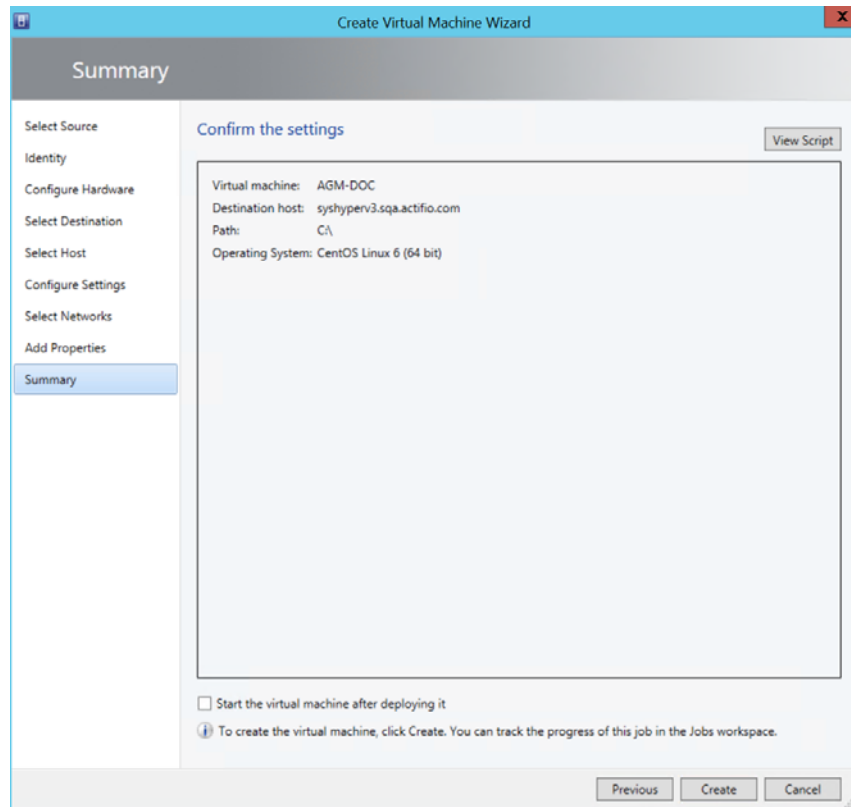 Create Virtual Machine Wizard
X
Summary
Select Source
Identity
Configure Hardware
Select Destination
Select Host
Configure Settings
Select Networks
Add Properties
Summary
Confirm the settings
View Script
Virtual machine: AGM-DOC
Destination host: syshyperv3.sqa.actifio.com
Path: C:\
Operating System: CentOS Linux 6 (64 bit)
Start the virtual machine after deploying it
To create the virtual machine, click Create. You can track the progress of this job in the Jobs workspace.
Previous Create Cancel